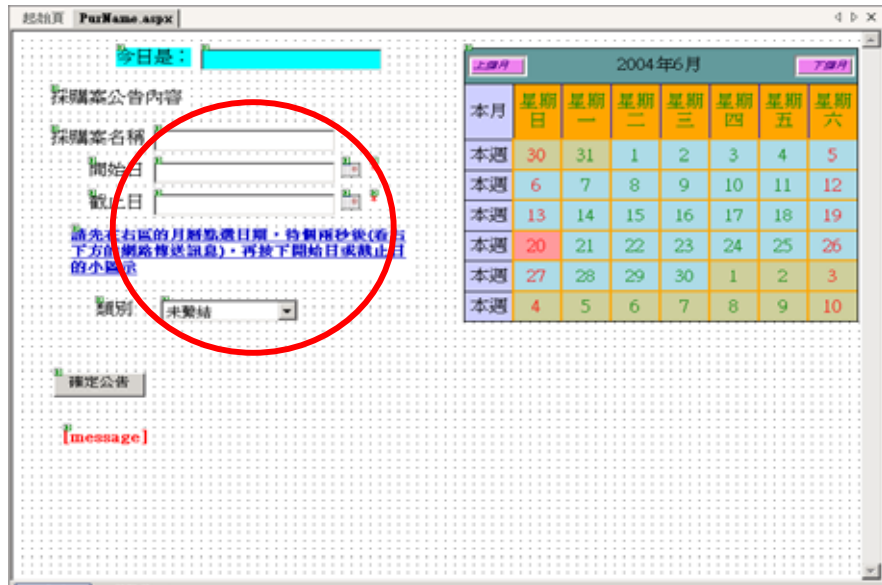 起始頁 PurName.aspx
今日是：
採購案公告內容
採購案名稱
開始日
截止日
請先在右區的月曆點選日期，待個兩秒後(看右
下方的網路傳送訊息)，再按下開始日或截止日
的小圖示
類別 未繫結
確定公告
[message]
上個月 2004年6月 下個月
本月 星期日 星期一 星期二 星期三 星期四 星期五 星期六
本週 30 31 1 2 3 4 5
本週 6 7 8 9 10 11 12
本週 13 14 15 16 17 18 19
本週 20 21 22 23 24 25 26
本週 27 28 29 30 1 2 3
本週 4 5 6 7 8 9 10